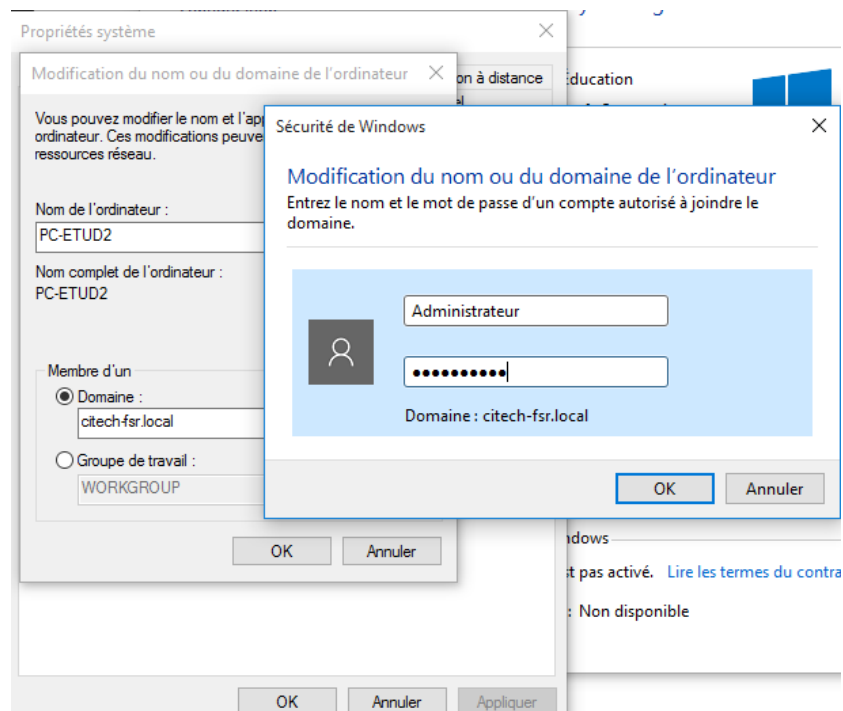 Propriétés système
Modification du nom ou du domaine de l'ordinateur
on à distance
Éducation
Vous pouvez modifier le nom et l'app
ordinateur. Ces modifications peuve
ressources réseau.
Nom de l'ordinateur :
PC-ETUD2
Nom complet de l'ordinateur :
PC-ETUD2
Membre d'un
Domaine :
citech-fsr.local
Groupe de travail :
WORKGROUP
OK Annuler
Sécurité de Windows
Modification du nom ou du domaine de l'ordinateur
Entrez le nom et le mot de passe d'un compte autorisé à joindre le
domaine.
Administrateur
●●●●●●●●●●
Domaine : citech-fsr.local
OK Annuler
ndows
st pas activé. Lire les termes du contra
: Non disponible
OK Annuler Appliquer